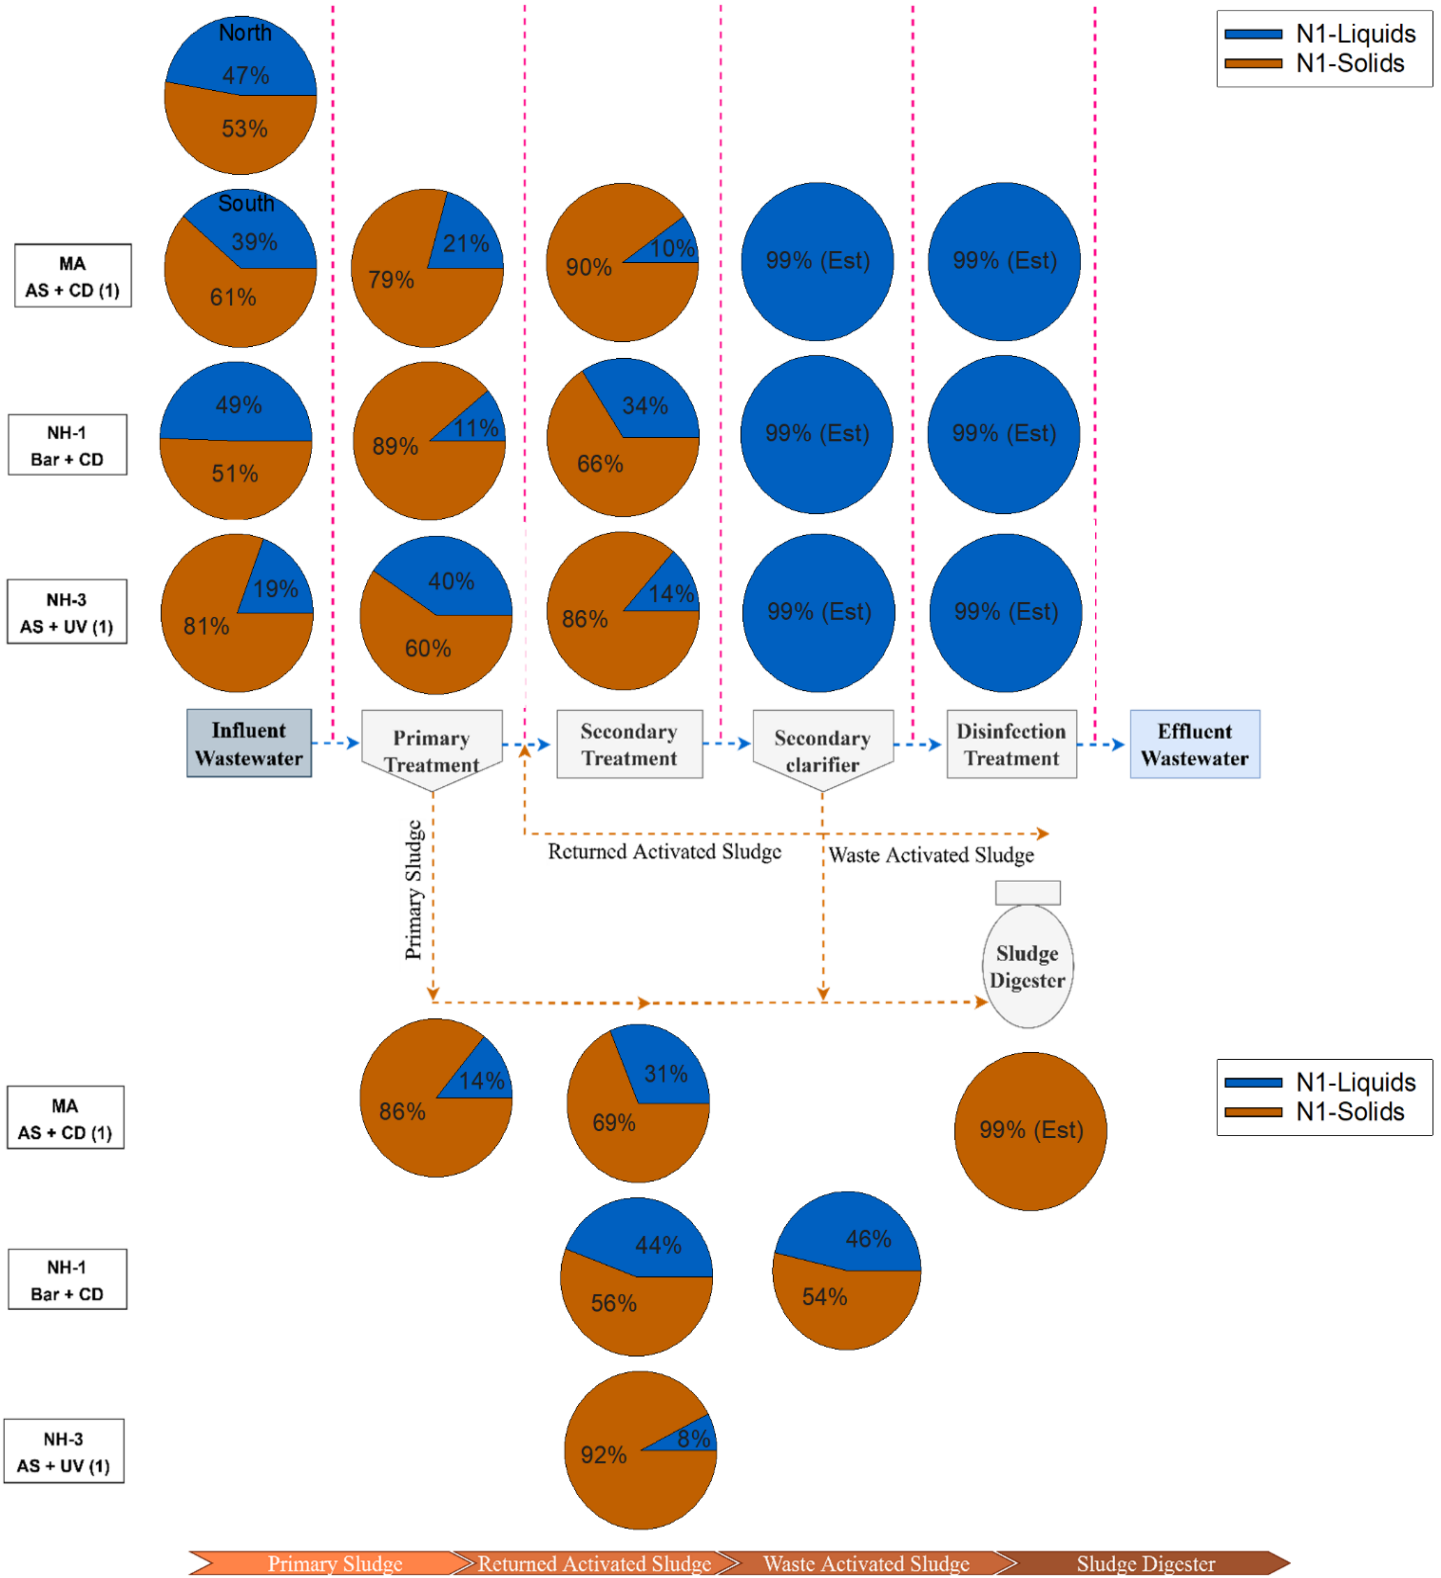 North
47%
53%
N1-Liquids
N1-Solids
South
39%
61%
21%
79%
10%
90%
99% (Est)
99% (Est)
MA
AS + CD (1)
49%
51%
11%
89%
34%
66%
99% (Est)
99% (Est)
NH-1
Bar + CD
19%
81%
40%
60%
14%
86%
99% (Est)
99% (Est)
NH-3
AS + UV (1)
Influent
Wastewater
Primary
Treatment
Secondary
Treatment
Secondary
clarifier
Disinfection
Treatment
Effluent
Wastewater
Primary Sludge
Returned Activated Sludge
Waste Activated Sludge
Sludge
Digester
MA
AS + CD (1)
14%
86%
31%
69%
99% (Est)
N1-Liquids
N1-Solids
NH-1
Bar + CD
44%
56%
46%
54%
NH-3
AS + UV (1)
8%
92%
Primary Sludge
Returned Activated Sludge
Waste Activated Sludge
Sludge Digester